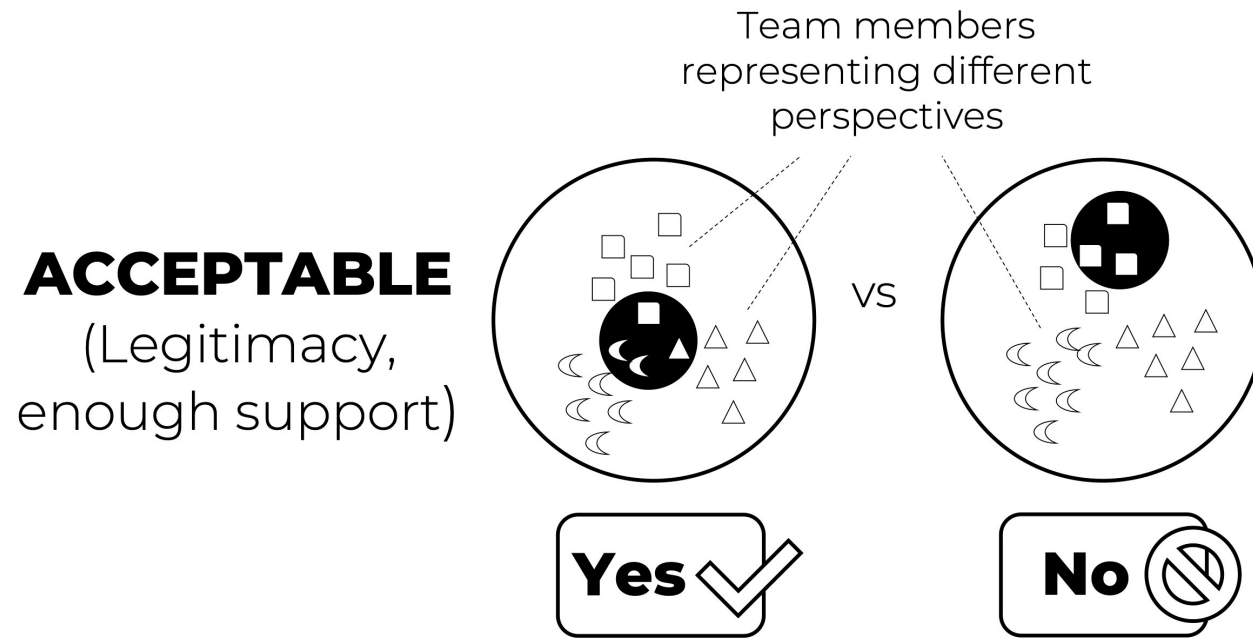 Team members
representing different
perspectives
ACCEPTABLE
(Legitimacy,
enough support)
vs
Yes
No